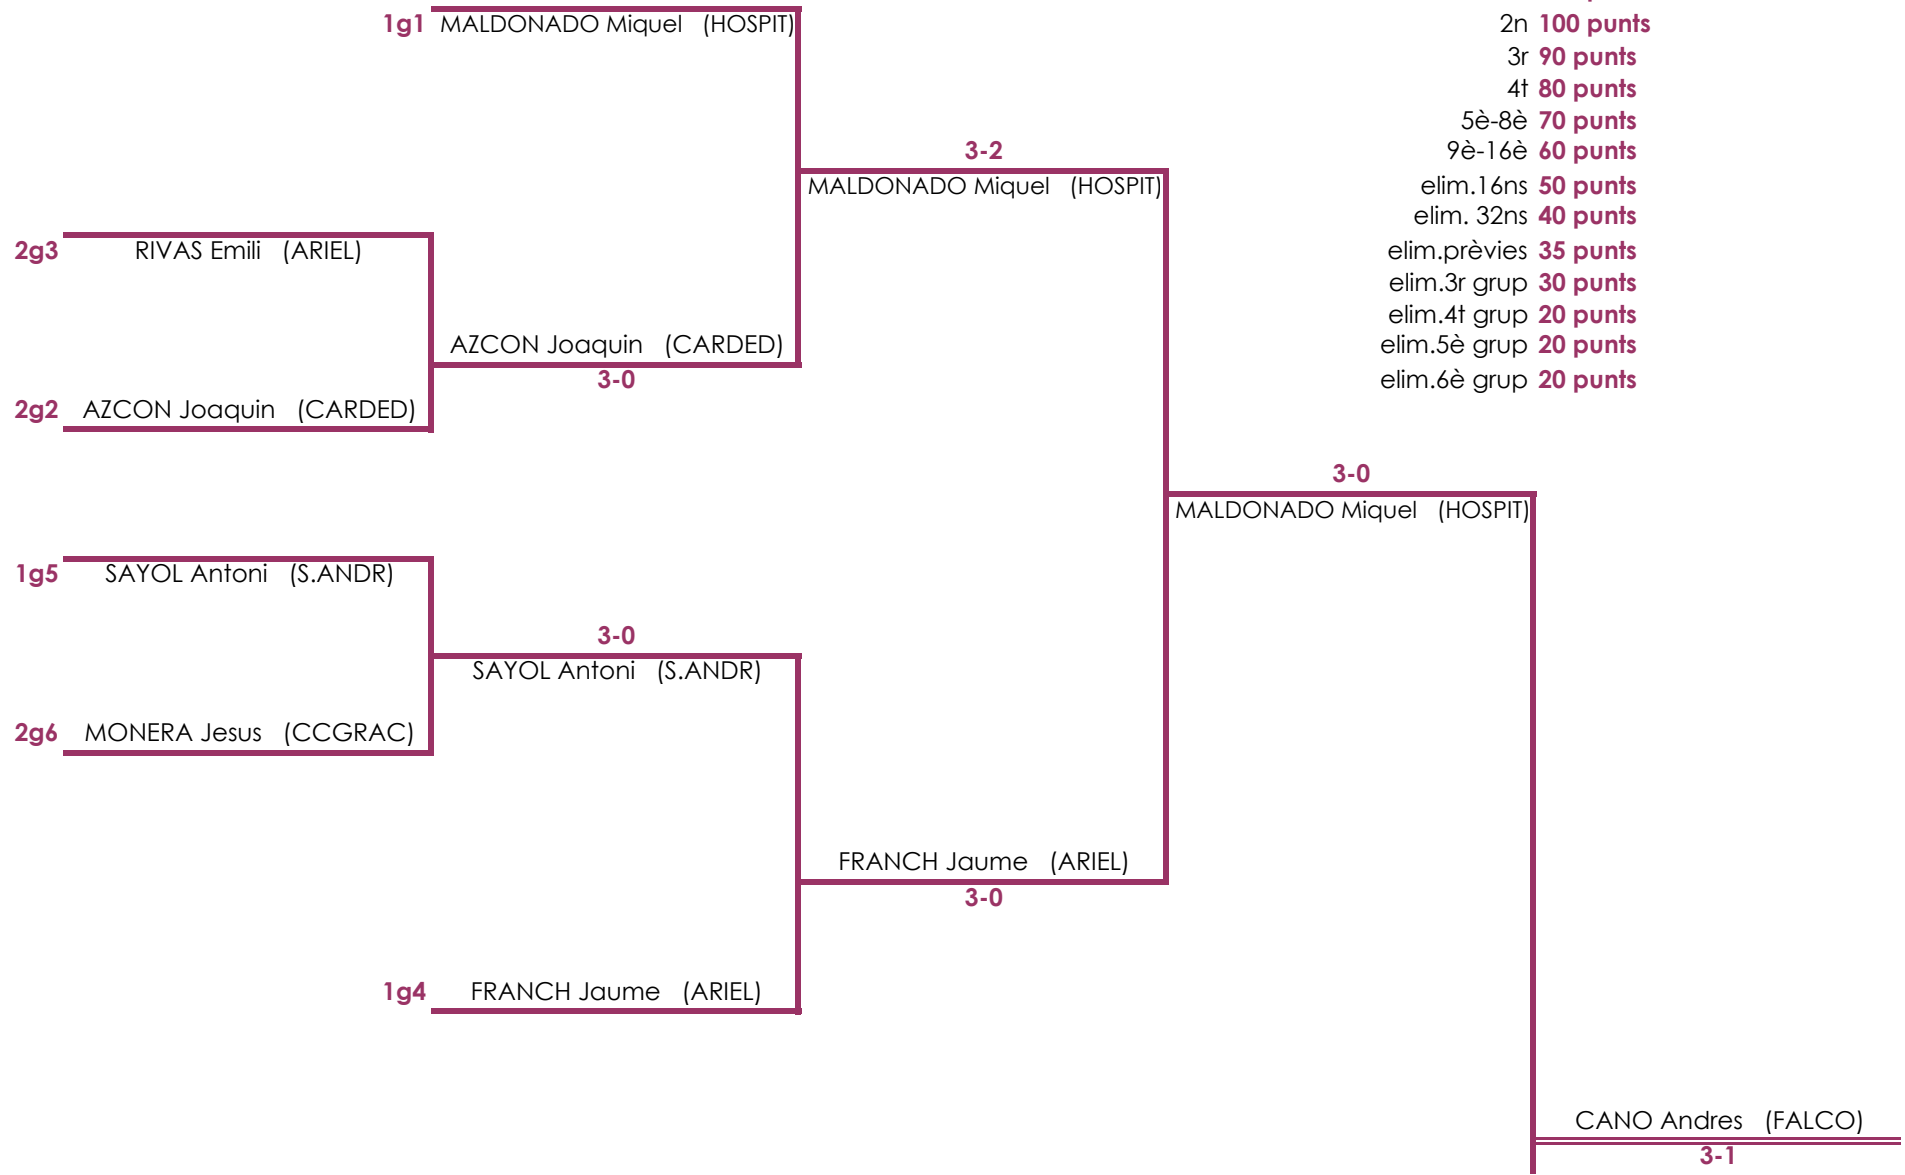 1g1 MALDONADO Miquel (HOSPIT)
2n 100 punts
3r 90 punts
4t 80 punts
5è-8è 70 punts
9è-16è 60 punts
elim.16ns 50 punts
elim. 32ns 40 punts
elim.prèvies 35 punts
elim.3r grup 30 punts
elim.4t grup 20 punts
elim.5è grup 20 punts
elim.6è grup 20 punts
3-2
MALDONADO Miquel (HOSPIT)
2g3 RIVAS Emili (ARIEL)
AZCON Joaquin (CARDED)
3-0
2g2 AZCON Joaquin (CARDED)
3-0
MALDONADO Miquel (HOSPIT)
1g5 SAYOL Antoni (S.ANDR)
3-0
SAYOL Antoni (S.ANDR)
2g6 MONERA Jesus (CCGRAC)
FRANCH Jaume (ARIEL)
3-0
1g4 FRANCH Jaume (ARIEL)
CANO Andres (FALCO)
3-1